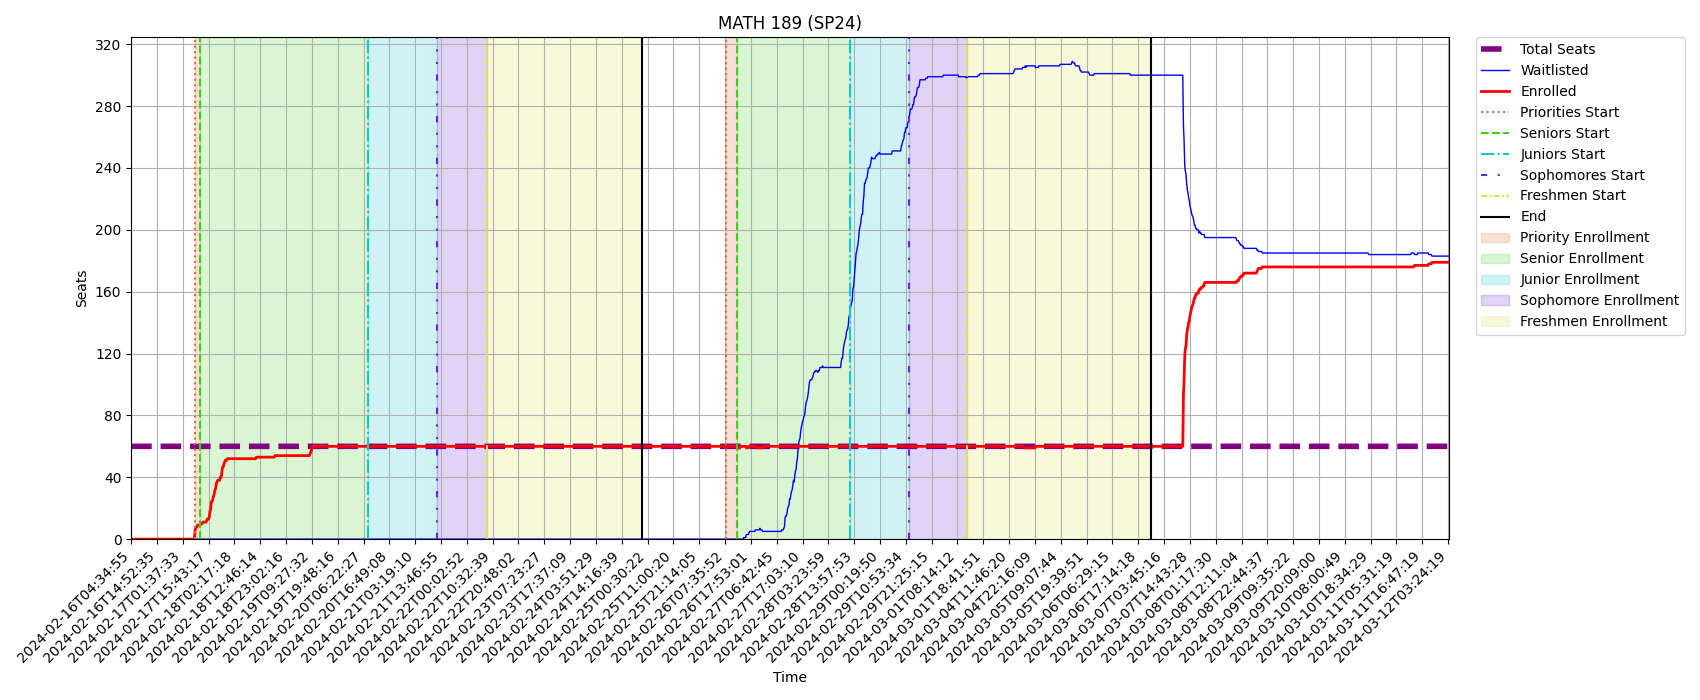 MATH 189 (SP24)
320
280
240
200
160
120
80
40
0
Seats
2024-02-16T04:34:55
2024-02-16T14:52:35
2024-02-17T01:37:33
2024-02-17T15:43:17
2024-02-18T02:17:18
2024-02-18T12:46:14
2024-02-18T23:02:16
2024-02-19T09:27:32
2024-02-19T19:48:16
2024-02-20T06:22:27
2024-02-20T16:49:08
2024-02-21T03:19:10
2024-02-21T13:46:55
2024-02-22T00:02:52
2024-02-22T10:32:39
2024-02-22T20:48:02
2024-02-23T07:23:27
2024-02-23T17:37:09
2024-02-24T03:51:29
2024-02-24T14:16:39
2024-02-25T00:30:22
2024-02-25T11:00:20
2024-02-25T21:14:05
2024-02-26T07:35:52
2024-02-26T17:53:01
2024-02-27T06:42:45
2024-02-27T17:03:10
2024-02-28T03:23:59
2024-02-28T13:57:53
2024-02-29T00:19:50
2024-02-29T10:53:34
2024-02-29T21:25:15
2024-03-01T08:14:12
2024-03-01T18:41:51
2024-03-04T11:46:20
2024-03-04T22:16:09
2024-03-05T09:07:44
2024-03-05T19:39:51
2024-03-06T06:29:15
2024-03-06T17:14:18
2024-03-07T03:45:16
2024-03-07T14:43:28
2024-03-08T01:17:30
2024-03-08T12:11:04
2024-03-08T22:44:37
2024-03-09T09:35:22
2024-03-09T20:09:00
2024-03-10T08:00:49
2024-03-10T18:34:29
2024-03-11T05:31:19
2024-03-11T16:47:19
2024-03-12T03:24:19
Time
Total Seats
Waitlisted
Enrolled
Priorities Start
Seniors Start
Juniors Start
Sophomores Start
Freshmen Start
End
Priority Enrollment
Senior Enrollment
Junior Enrollment
Sophomore Enrollment
Freshmen Enrollment